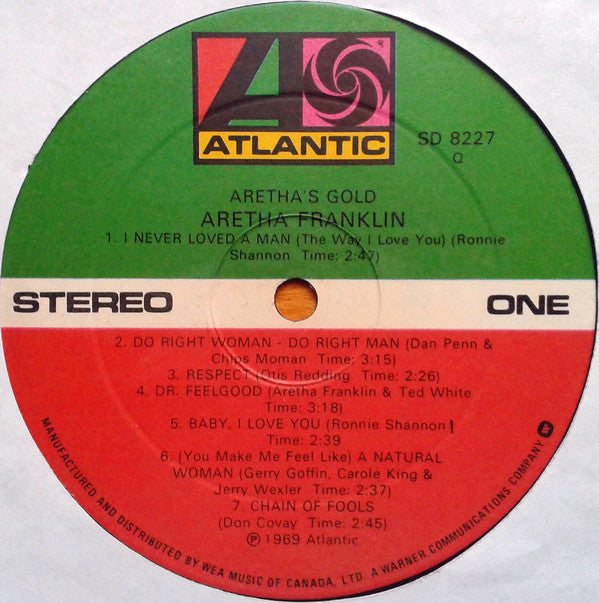 ATLANTIC
SD 8227
Q
ARETHA'S GOLD
ARETHA FRANKLIN
1. I NEVER LOVED A MAN (The Way I Love You) (Ronnie
Shannon Time: 2:47)
STEREO ONE
2. DO RIGHT WOMAN - DO RIGHT MAN (Dan Penn &
Chips Moman Time: 3:15)
3. RESPECT (Otis Redding Time: 2:26)
4. DR. FEELGOOD (Aretha Franklin & Ted White
Time: 3:18)
5. BABY, I LOVE YOU (Ronnie Shannon)
Time: 2:39
6. (You Make Me Feel Like) A NATURAL
WOMAN (Gerry Goffin, Carole King &
Jerry Wexler Time: 2:37)
7. CHAIN OF FOOLS
(Don Covay Time: 2:45)
℗ 1969 Atlantic
MANUFACTURED AND DISTRIBUTED BY WEA MUSIC OF CANADA, LTD. A WARNER COMMUNICATIONS COMPANY